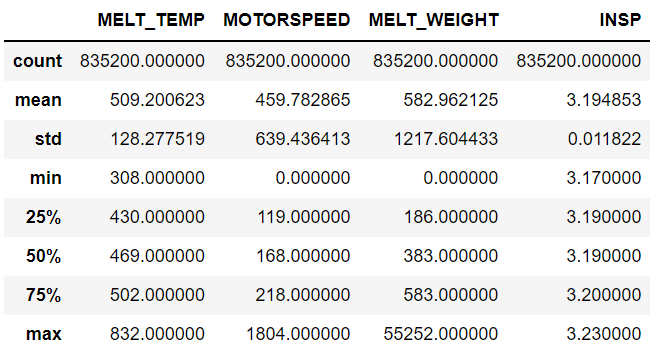 MELT_TEMP MOTORSPEED MELT_WEIGHT INSP
count 835200.000000 835200.000000 835200.000000 835200.000000
mean 509.200623 459.782865 582.962125 3.194853
std 128.277519 639.436413 1217.604433 0.011822
min 308.000000 0.000000 0.000000 3.170000
25% 430.000000 119.000000 186.000000 3.190000
50% 469.000000 168.000000 383.000000 3.190000
75% 502.000000 218.000000 583.000000 3.200000
max 832.000000 1804.000000 55252.000000 3.230000